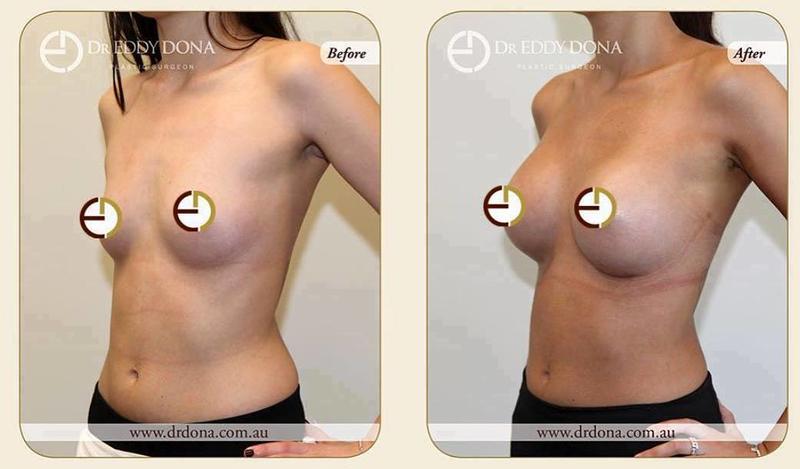 DR EDDY DONA
PLASTIC SURGEON
Before
www.drdona.com.au
DR EDDY DONA
PLASTIC SURGEON
After
www.drdona.com.au